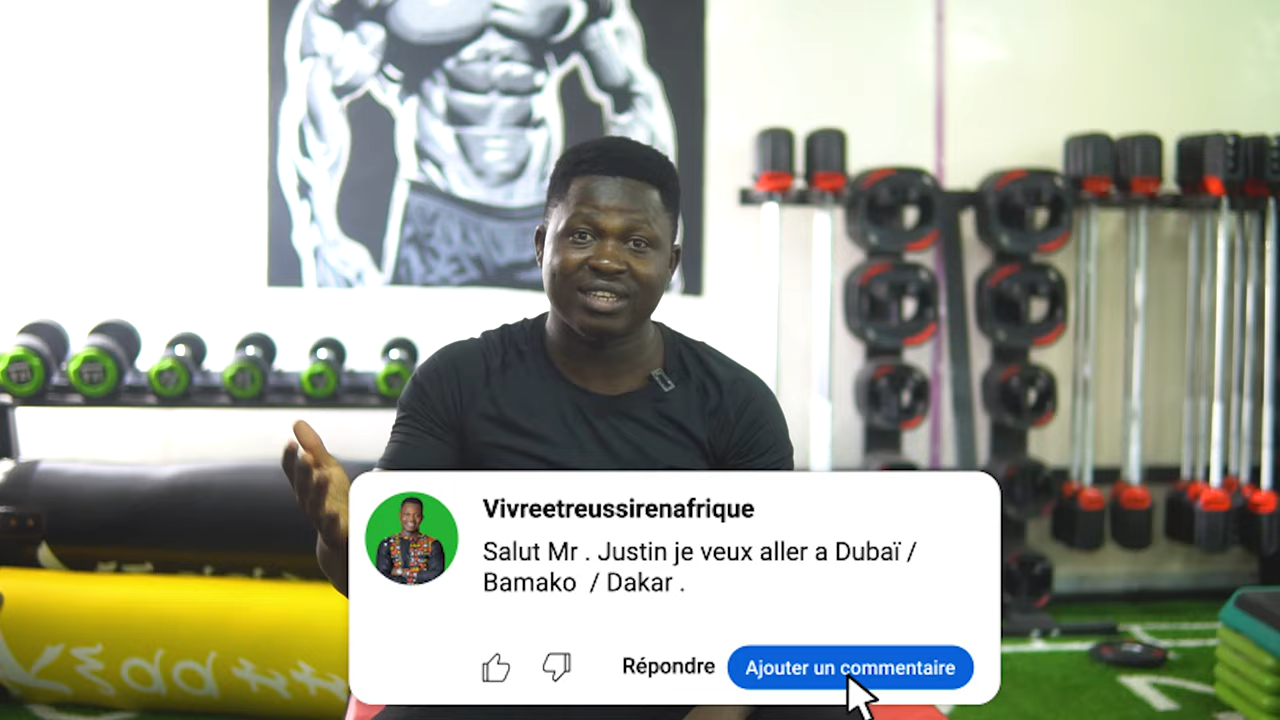 Vivreetreussirenafrique
Salut Mr . Justin je veux aller a Dubaï /
Bamako / Dakar .
Répondre
Ajouter un commentaire